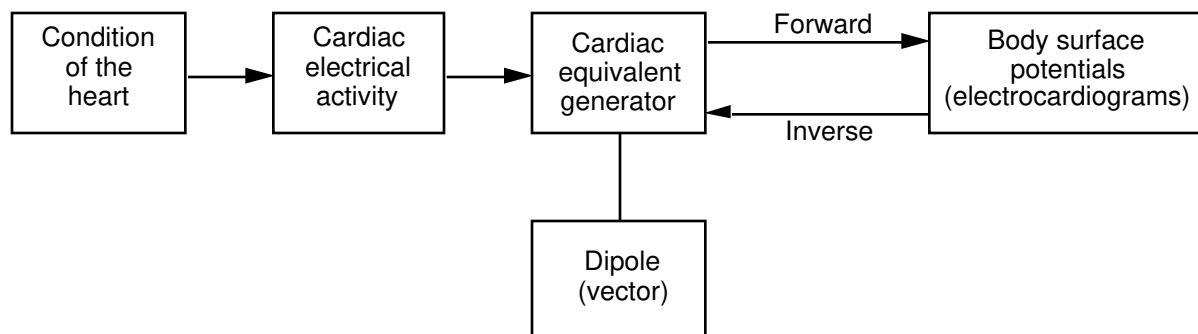 Condition
of the
heart
Cardiac
electrical
activity
Cardiac
equivalent
generator
Forward
Inverse
Body surface
potentials
(electrocardiograms)
Dipole
(vector)